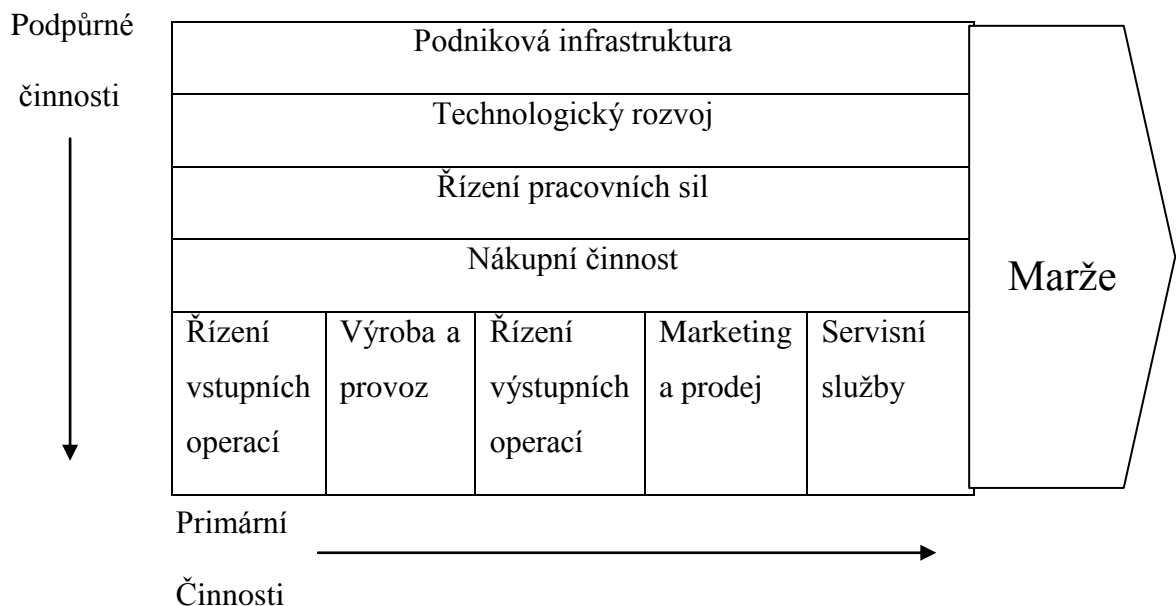 Podpůrné
činnosti
Podniková infrastruktura
Technologický rozvoj
Řízení pracovních sil
Nákupní činnost
Řízení
vstupních
operací
Výroba a
provoz
Řízení
výstupních
operací
Marketing
a prodej
Servisní
služby
Marže
Primární
Činnosti